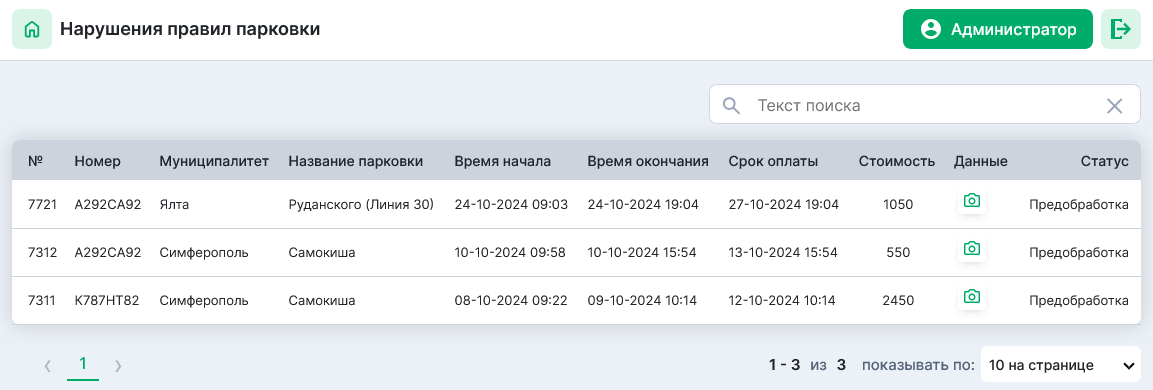 Нарушения правил парковки Администратор
Текст поиска
№ Номер Муниципалитет Название парковки Время начала Время окончания Срок оплаты Стоимость Данные Статус
7721 А292СА92 Ялта Руданского (Линия 30) 24-10-2024 09:03 24-10-2024 19:04 27-10-2024 19:04 1050 Предобработка
7312 А292СА92 Симферополь Самокиша 10-10-2024 09:58 10-10-2024 15:54 13-10-2024 15:54 550 Предобработка
7311 К787НТ82 Симферополь Самокиша 08-10-2024 09:22 09-10-2024 10:14 12-10-2024 10:14 2450 Предобработка
1 1 - 3 из 3 показывать по: 10 на странице